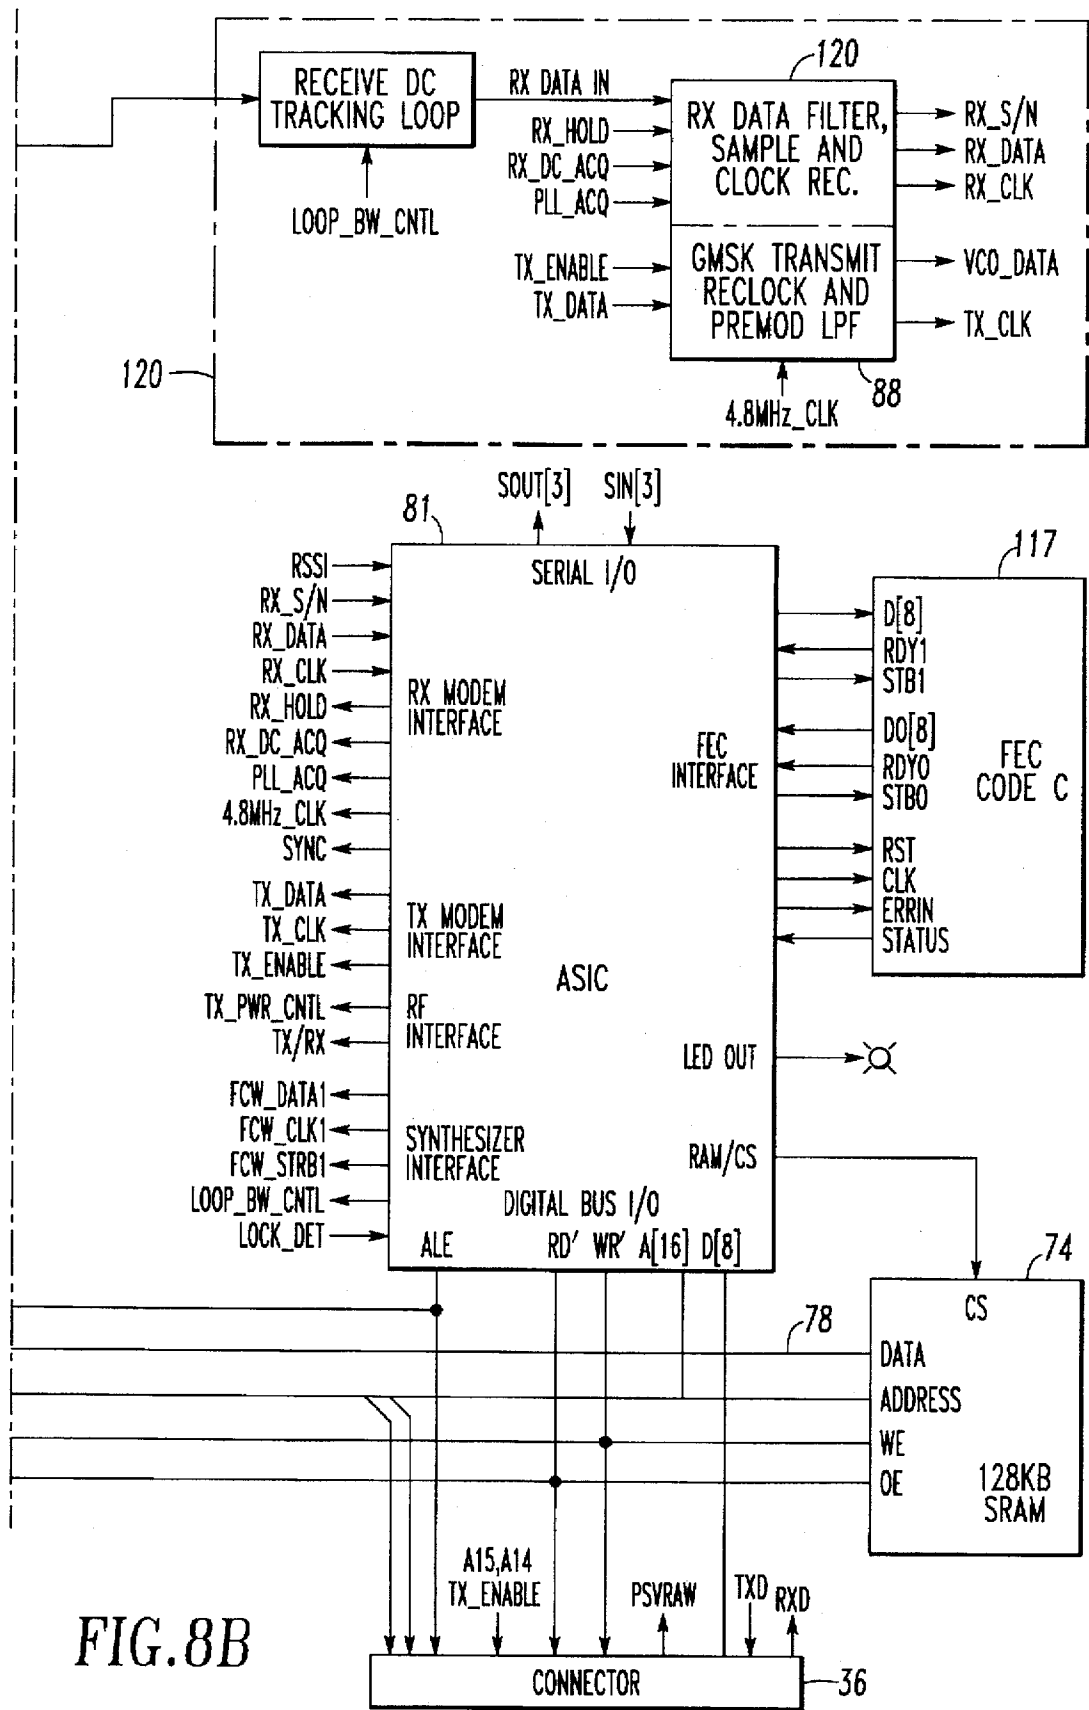 120
RECEIVE DC
TRACKING LOOP
RX DATA IN
RX_HOLD
RX_DC_ACQ
PLL_ACQ
LOOP_BW_CNTL
RX DATA FILTER,
SAMPLE AND
CLOCK REC.
RX_S/N
RX_DATA
RX_CLK
TX_ENABLE
TX_DATA
GMSK TRANSMIT
RECLOCK AND
PREMOD LPF
VCO_DATA
TX_CLK
120
88
4.8MHz_CLK
SOUT[3]
SIN[3]
81
SERIAL I/O
117
RSSI
RX_S/N
RX_DATA
RX_CLK
RX_HOLD
RX_DC_ACQ
PLL_ACQ
4.8MHz_CLK
SYNC
TX_DATA
TX_CLK
TX_ENABLE
TX_PWR_CNTL
TX/RX
FCW_DATA1
FCW_CLK1
FCW_STRB1
LOOP_BW_CNTL
LOCK_DET
RX MODEM
INTERFACE
TX MODEM
INTERFACE
RF
INTERFACE
SYNTHESIZER
INTERFACE
ASIC
FEC
INTERFACE
LED OUT
RAM/CS
DIGITAL BUS I/O
ALE
RD' WR' A[16] D[8]
D[8]
RDY1
STB1
DO[8]
RDYO
STBO
RST
CLK
ERRIN
STATUS
FEC
CODE C
74
CS
78
DATA
ADDRESS
WE
OE
128KB
SRAM
A15,A14
TX_ENABLE
PSVRAW
TXD
RXD
CONNECTOR
36
FIG.8B